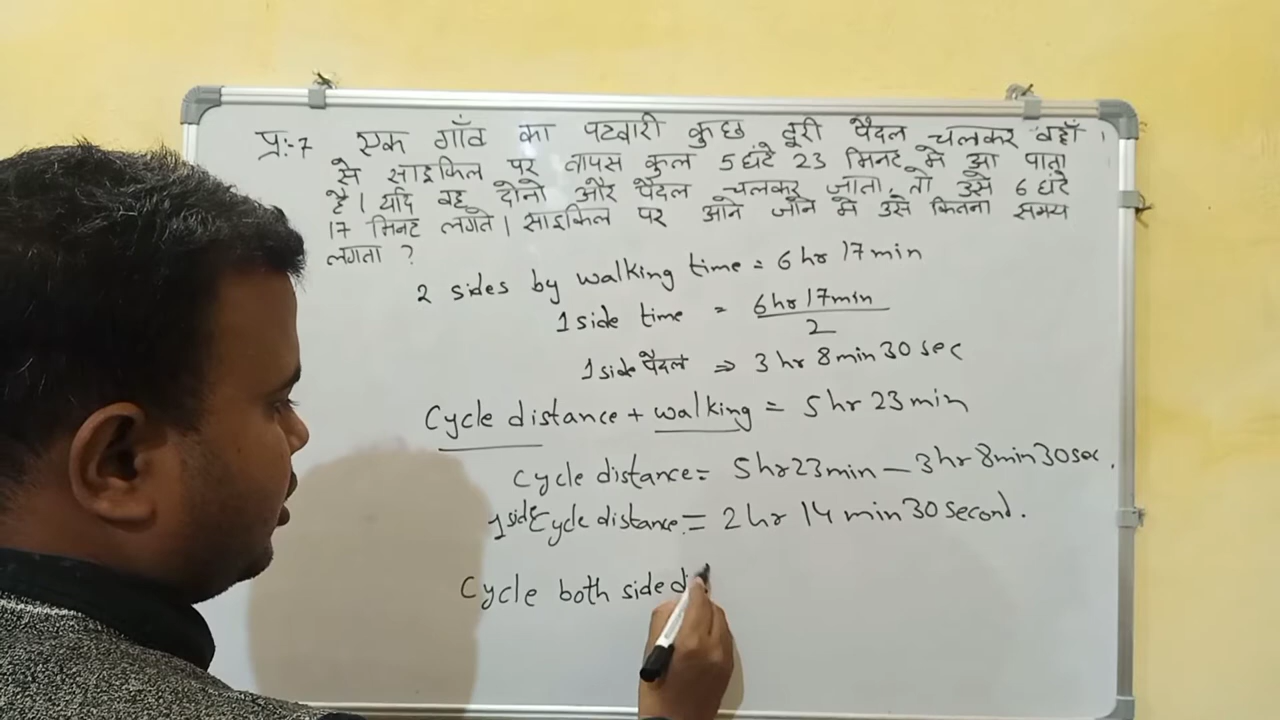 प्र:-7 एक गाँव का पटवारी कुछ दूरी पैदल चलकर वहाँ
से साइकिल पर वापस कुल 5 घंटे 23 मिनट मे आ पाता
है। यदि वह दोनो और पैदल चलकर जाता, तो उसे 6 घंटे
17 मिनट लगते। साइकिल पर आने जाने मे उसे कितना समय
लगता ?
2 sides by walking time = 6 hr 17 min
1 side time = 6 hr 17 min / 2
1 side पैदल ⇒ 3 hr 8 min 30 sec
Cycle distance + walking = 5 hr 23 min
Cycle distance = 5 hr 23 min — 3 hr 8 min 30 sec.
1 side Cycle distance = 2 hr 14 min 30 second.
Cycle both side di